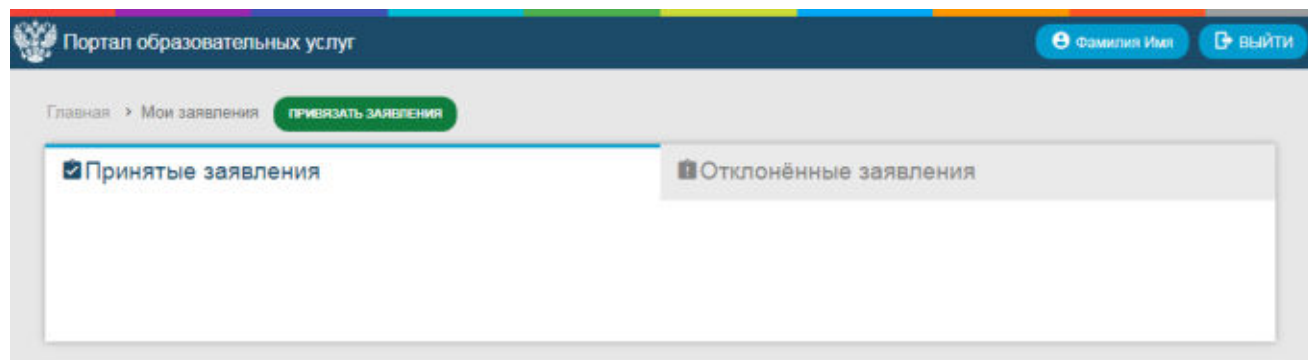 Портал образовательных услуг
Фамилия Имя
ВЫЙТИ
Главная > Мои заявления ПРИВЯЗАТЬ ЗАЯВЛЕНИЯ
Принятые заявления
Отклонённые заявления